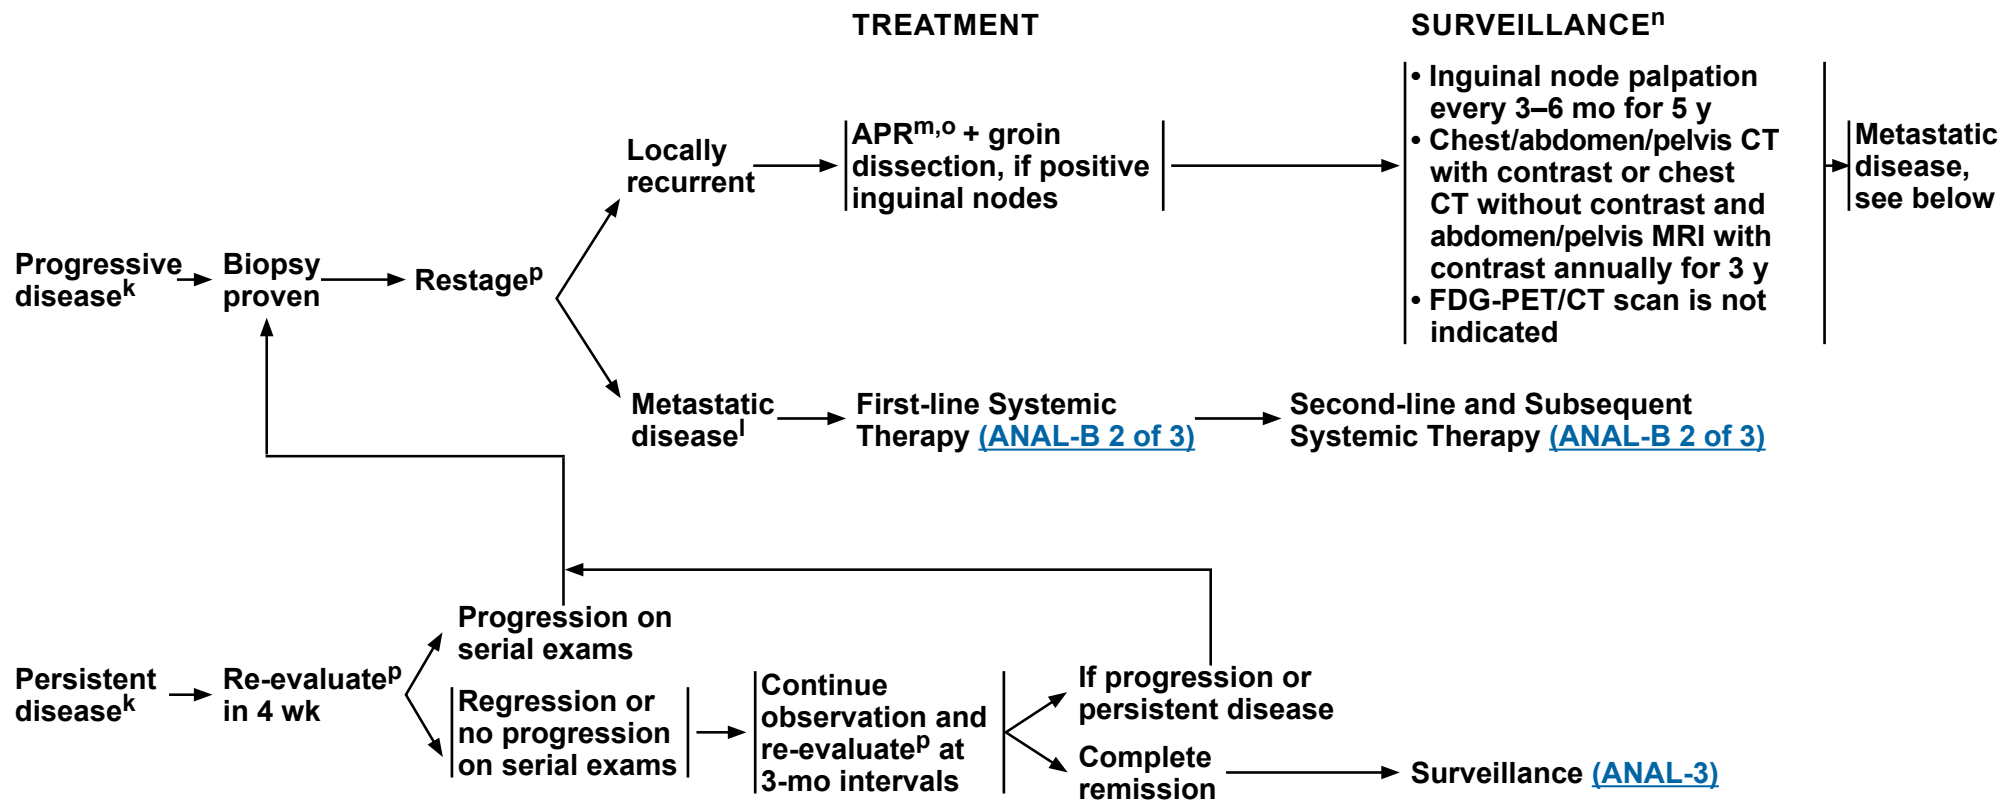 TREATMENT
SURVEILLANCEⁿ
Progressive
diseaseᵏ
Biopsy
proven
Restageᵖ
Locally
recurrent
APRᵐ,ᵒ + groin
dissection, if positive
inguinal nodes
• Inguinal node palpation
every 3–6 mo for 5 y
• Chest/abdomen/pelvis CT
with contrast or chest
CT without contrast and
abdomen/pelvis MRI with
contrast annually for 3 y
• FDG-PET/CT scan is not
indicated
Metastatic
disease,
see below
Metastatic
diseaseˡ
First-line Systemic
Therapy (ANAL-B 2 of 3)
Second-line and Subsequent
Systemic Therapy (ANAL-B 2 of 3)
Persistent
diseaseᵏ
Re-evaluateᵖ
in 4 wk
Progression on
serial exams
Regression or
no progression
on serial exams
Continue
observation and
re-evaluateᵖ at
3-mo intervals
If progression or
persistent disease
Complete
remission
Surveillance (ANAL-3)